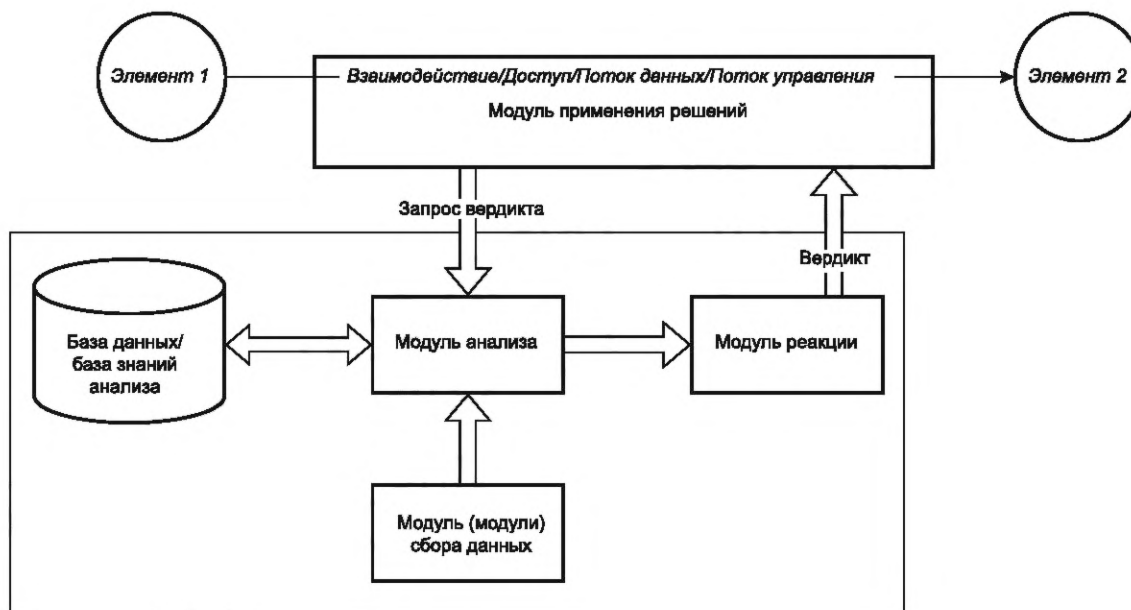 Элемент 1
Взаимодействие/Доступ/Поток данных/Поток управления
Элемент 2
Модуль применения решений
Запрос вердикта
Вердикт
База данных/
база знаний
анализа
Модуль анализа
Модуль реакции
Модуль (модули)
сбора данных